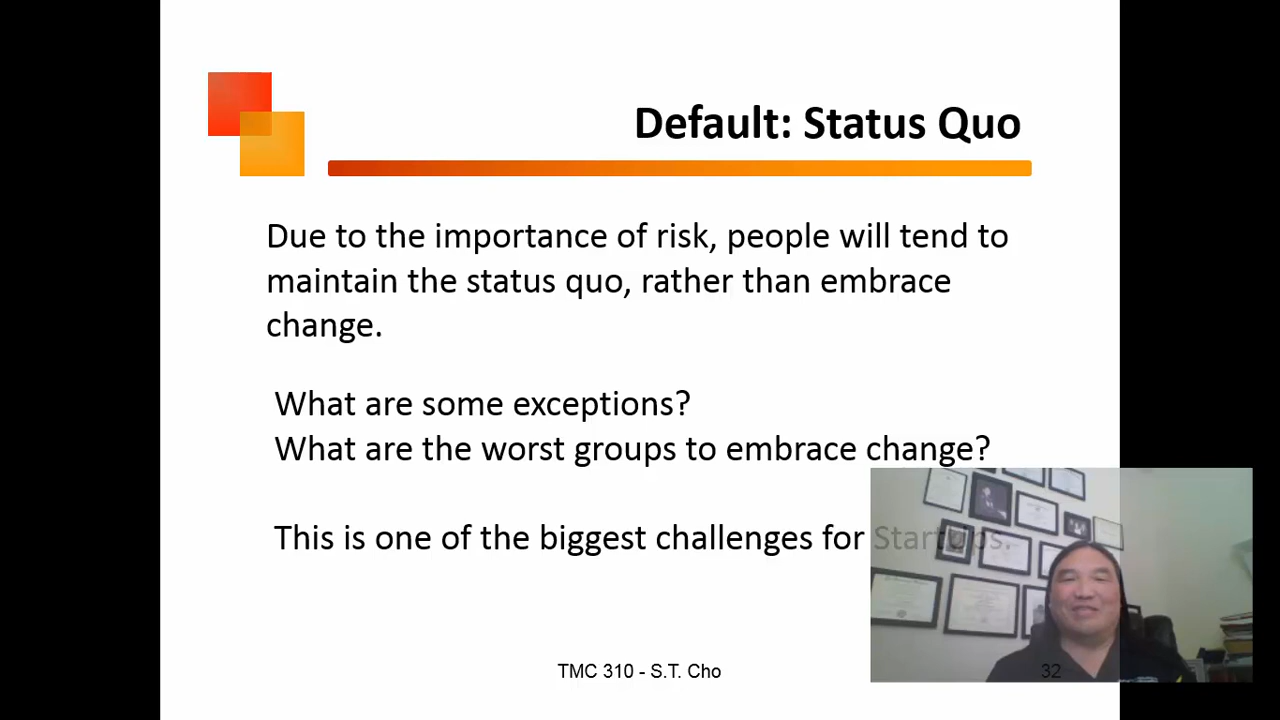 Default: Status Quo
Due to the importance of risk, people will tend to
maintain the status quo, rather than embrace
change.
What are some exceptions?
What are the worst groups to embrace change?
This is one of the biggest challenges for Startups.
TMC 310 - S.T. Cho
32